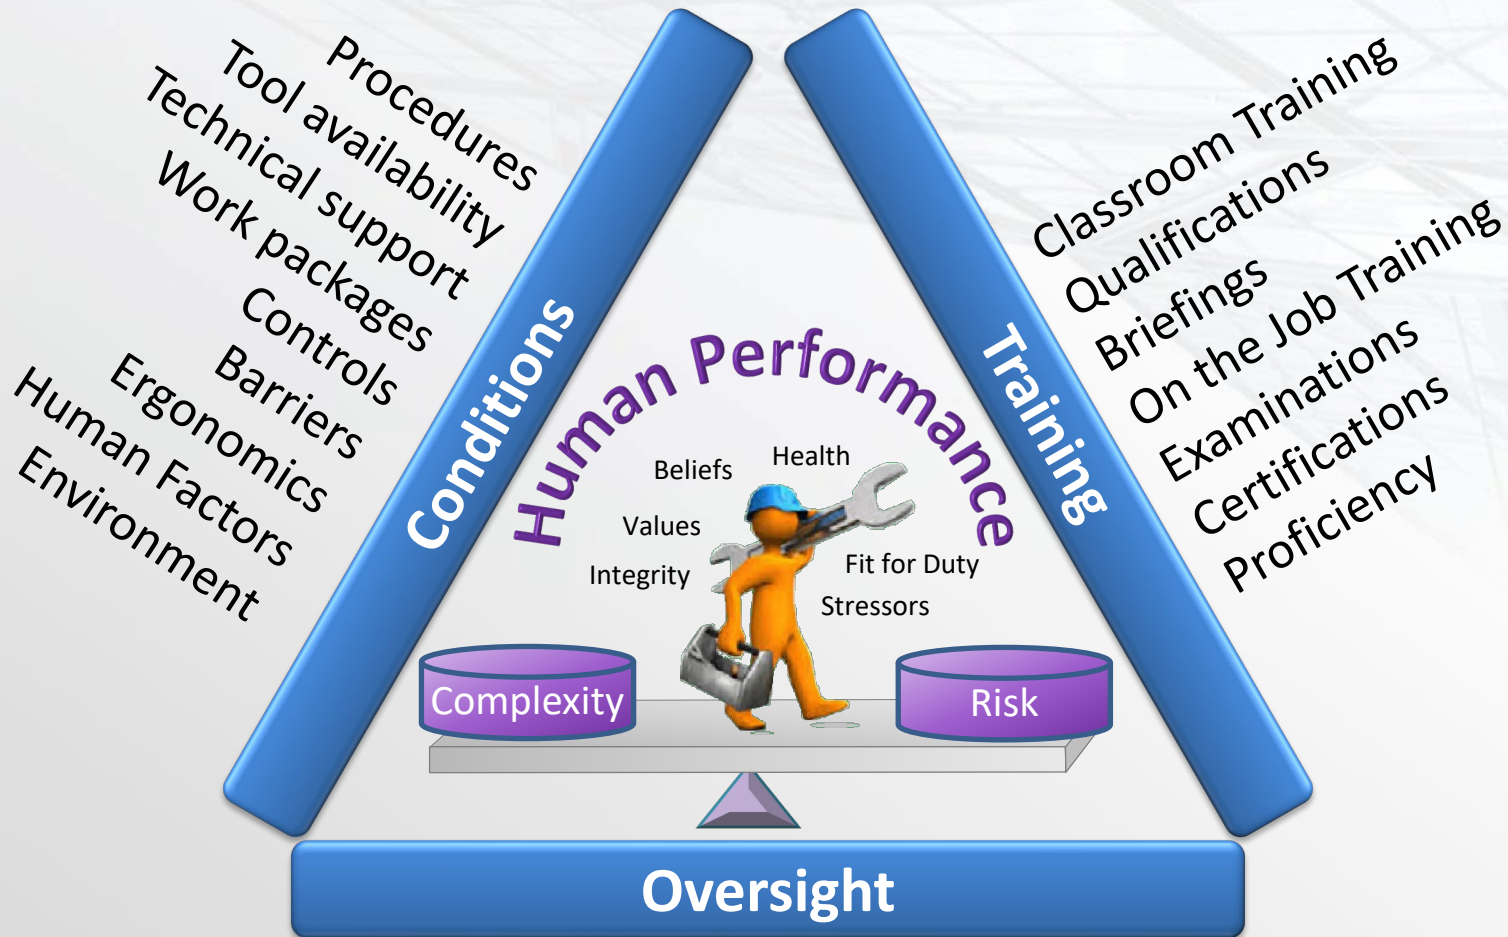 Procedures
Tool availability
Technical support
Work packages
Controls
Barriers
Ergonomics
Human Factors
Environment
Conditions
Training
Classroom Training
Qualifications
Briefings
On the Job Training
Examinations
Certifications
Proficiency
Human Performance
Beliefs
Health
Values
Integrity
Fit for Duty
Stressors
Complexity
Risk
Oversight